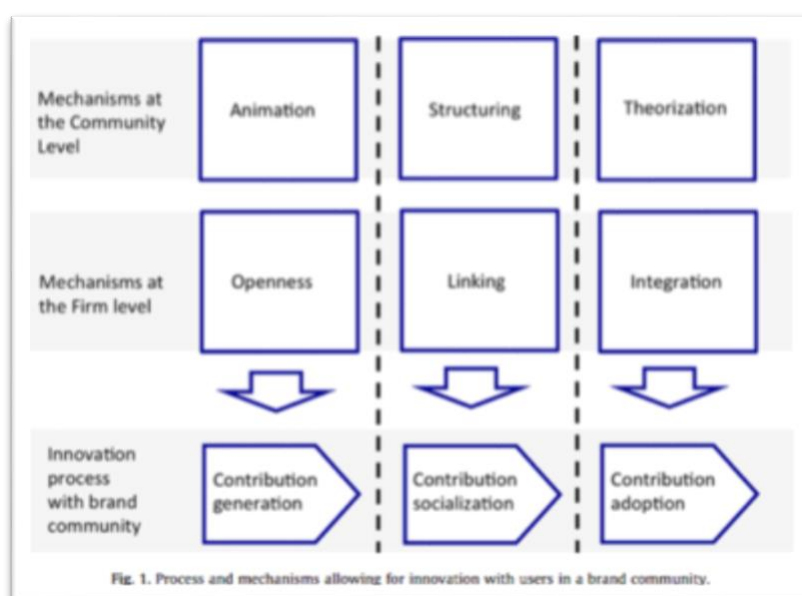 Mechanisms at
the Community
Level
Animation
Structuring
Theorization
Mechanisms at
the Firm level
Openness
Linking
Integration
Innovation
process
with brand
community
Contribution
generation
Contribution
socialization
Contribution
adoption
Fig. 1. Process and mechanisms allowing for innovation with users in a brand community.